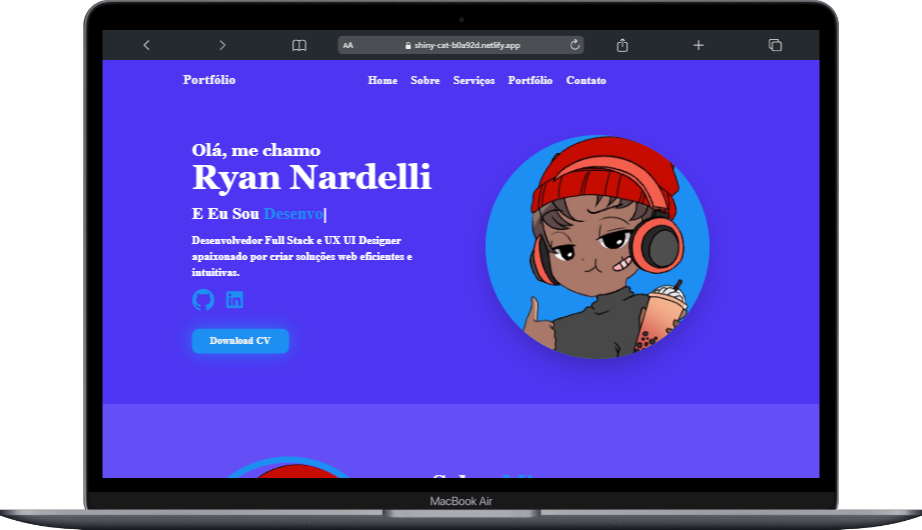 AA shiny-cat-b0a92d.netlify.app
Portfólio Home Sobre Serviços Portfólio Contato
Olá, me chamo
Ryan Nardelli
E Eu Sou Desenvo|
Desenvolvedor Full Stack e UX UI Designer
apaixonado por criar soluções web eficientes e
intuitivas.
in
Download CV
MacBook Air